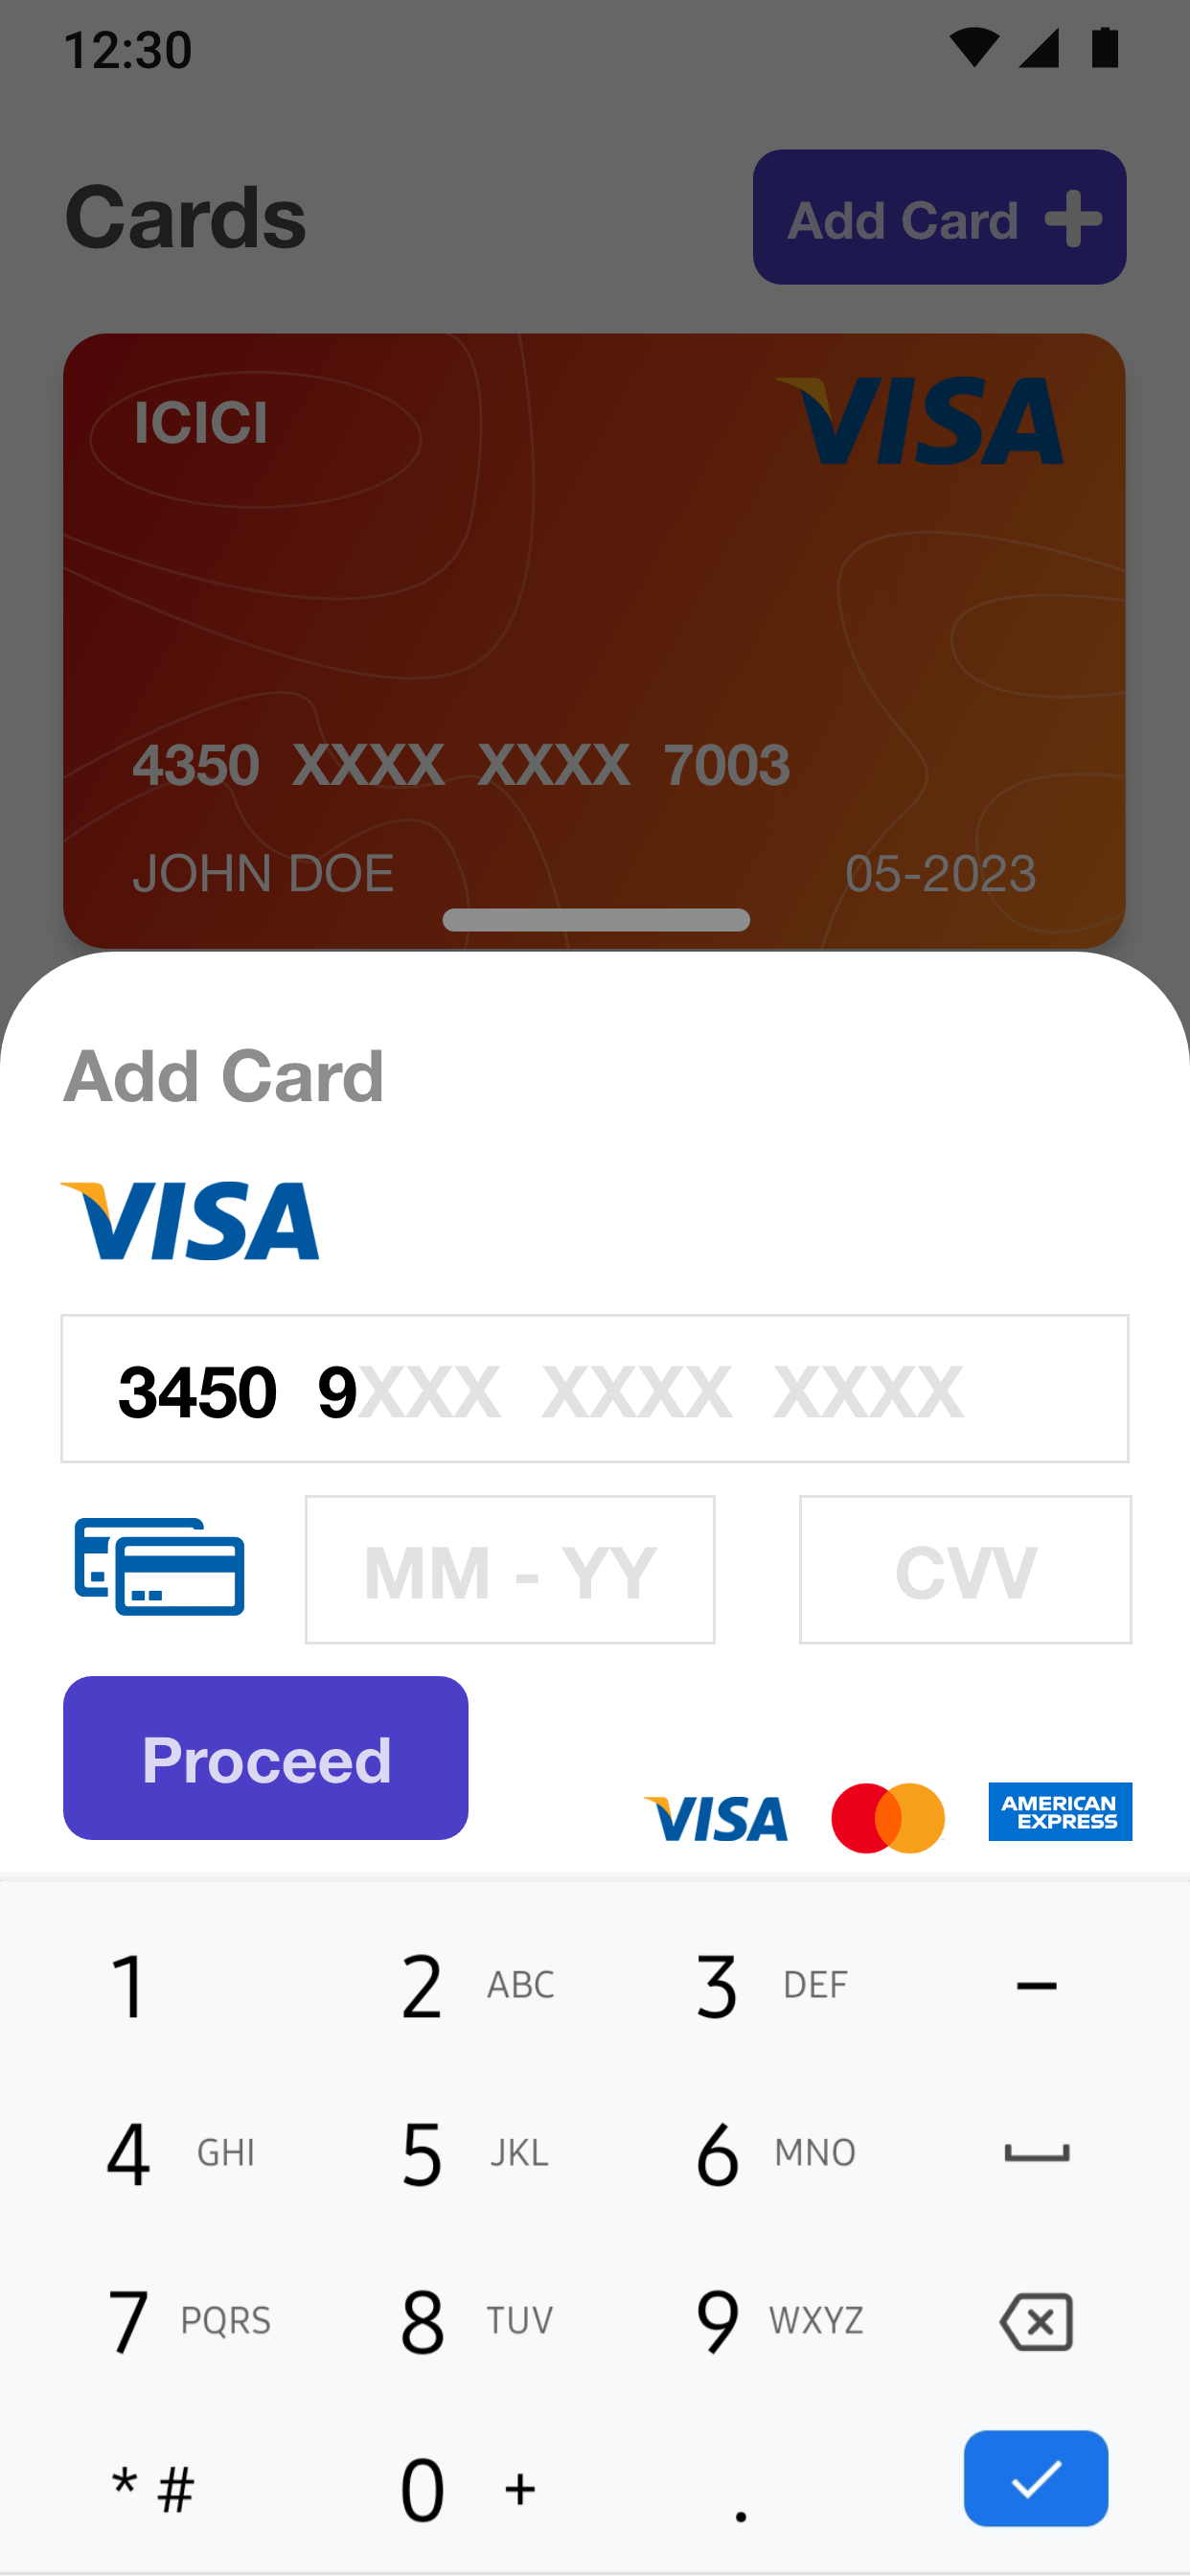 12:30
Cards
Add Card
ICICI
VISA
4350 XXXX XXXX 7003
JOHN DOE 05-2023
Add Card
VISA
3450 9XXX XXXX XXXX
MM - YY
CVV
Proceed
VISA
AMERICAN
EXPRESS
1 2 ABC 3 DEF –
4 GHI 5 JKL 6 MNO
7 PQRS 8 TUV 9 WXYZ
* # 0 + .